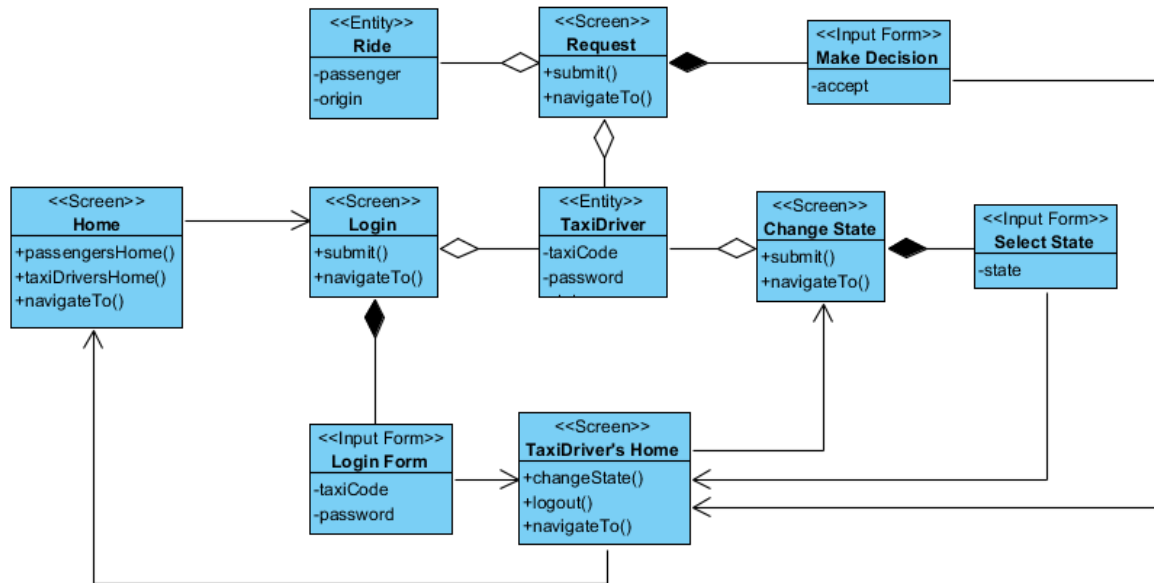 <<Entity>>
Ride
-passenger
-origin
<<Screen>>
Request
+submit()
+navigateTo()
<<Input Form>>
Make Decision
-accept
<<Screen>>
Home
+passengersHome()
+taxiDriversHome()
+navigateTo()
<<Screen>>
Login
+submit()
+navigateTo()
<<Entity>>
TaxiDriver
-taxiCode
-password
<<Screen>>
Change State
+submit()
+navigateTo()
<<Input Form>>
Select State
-state
<<Input Form>>
Login Form
-taxiCode
-password
<<Screen>>
TaxiDriver's Home
+changeState()
+logout()
+navigateTo()